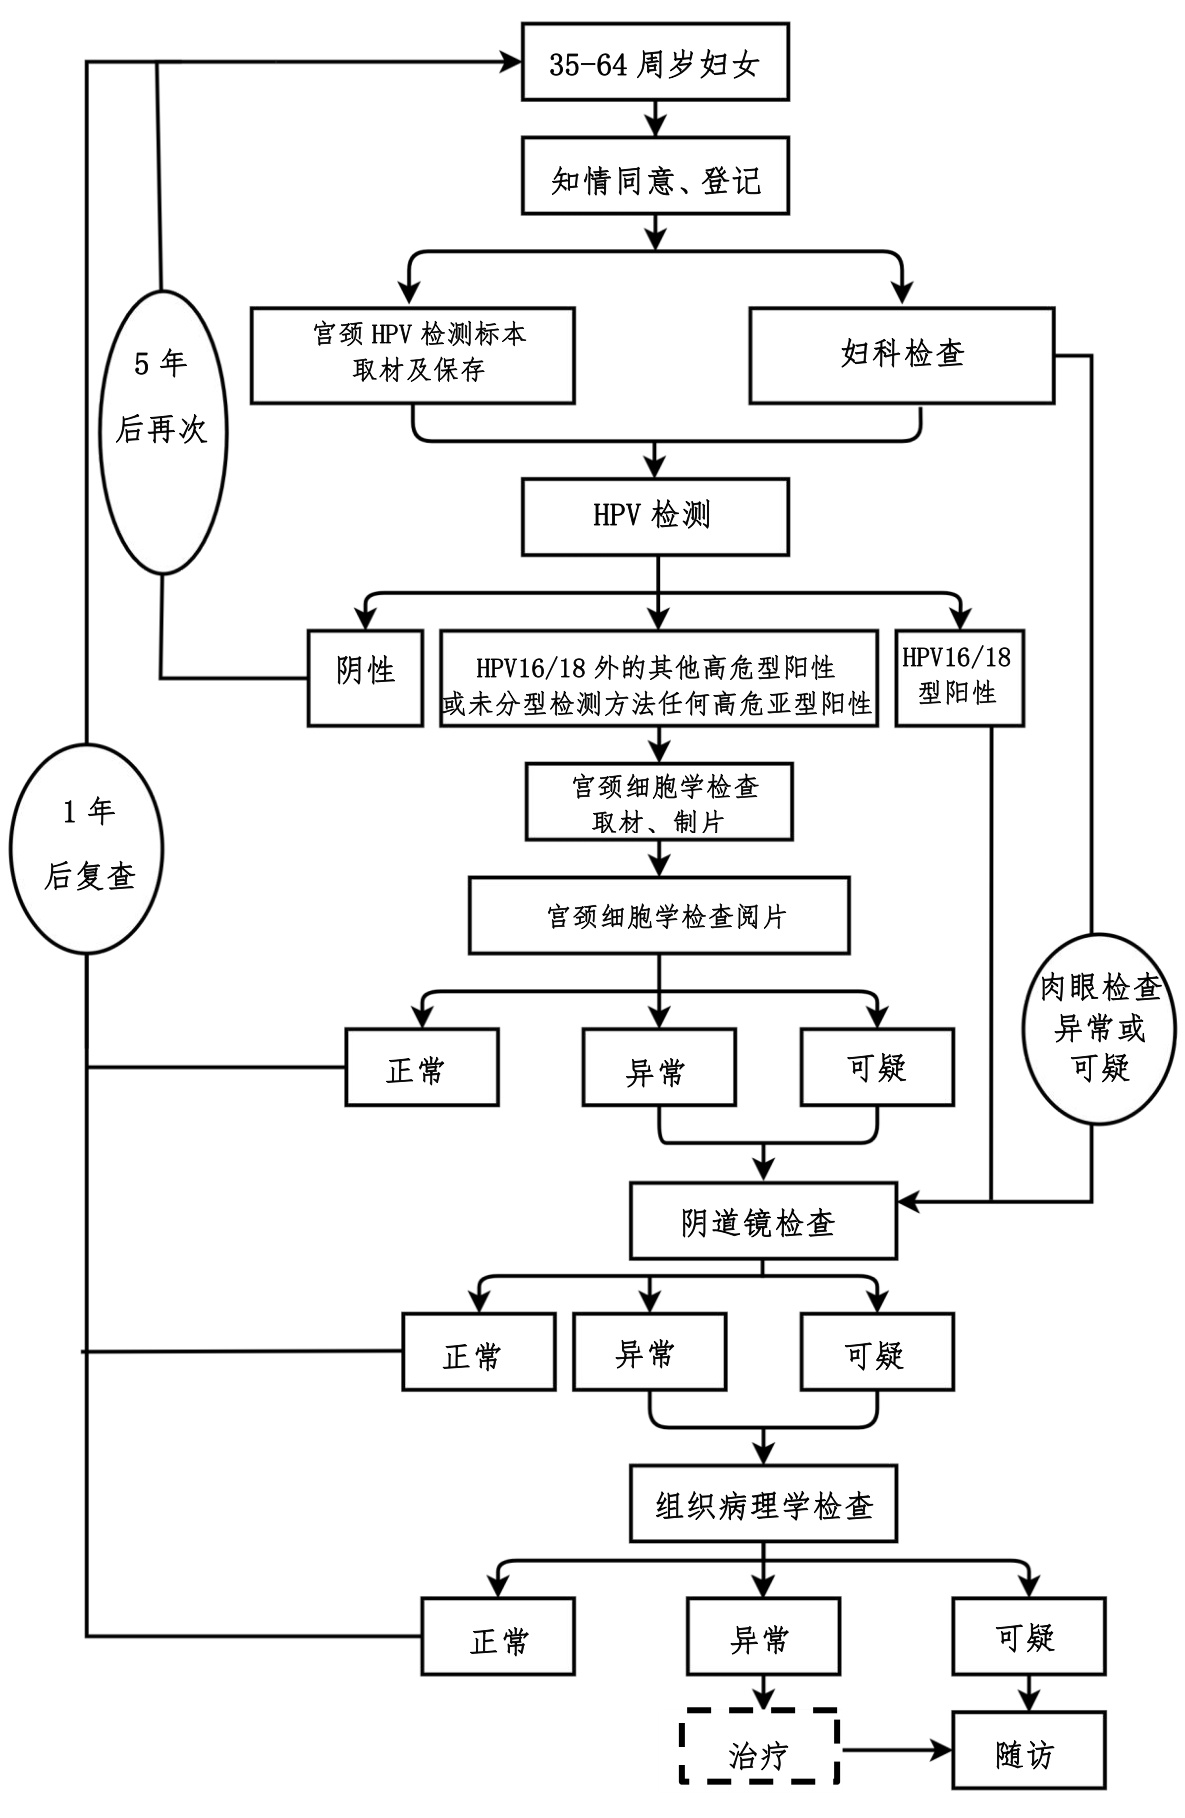 35-64 周岁妇女
知情同意、登记
宫颈 HPV 检测标本
取材及保存
妇科检查
5 年
后再次
HPV 检测
阴性
HPV16/18 外的其他高危型阳性
或未分型检测方法任何高危亚型阳性
HPV16/18
型阳性
宫颈细胞学检查
取材、制片
1 年
后复查
宫颈细胞学检查阅片
肉眼检查
异常或
可疑
正常
异常
可疑
阴道镜检查
正常
异常
可疑
组织病理学检查
正常
异常
可疑
治疗
随访